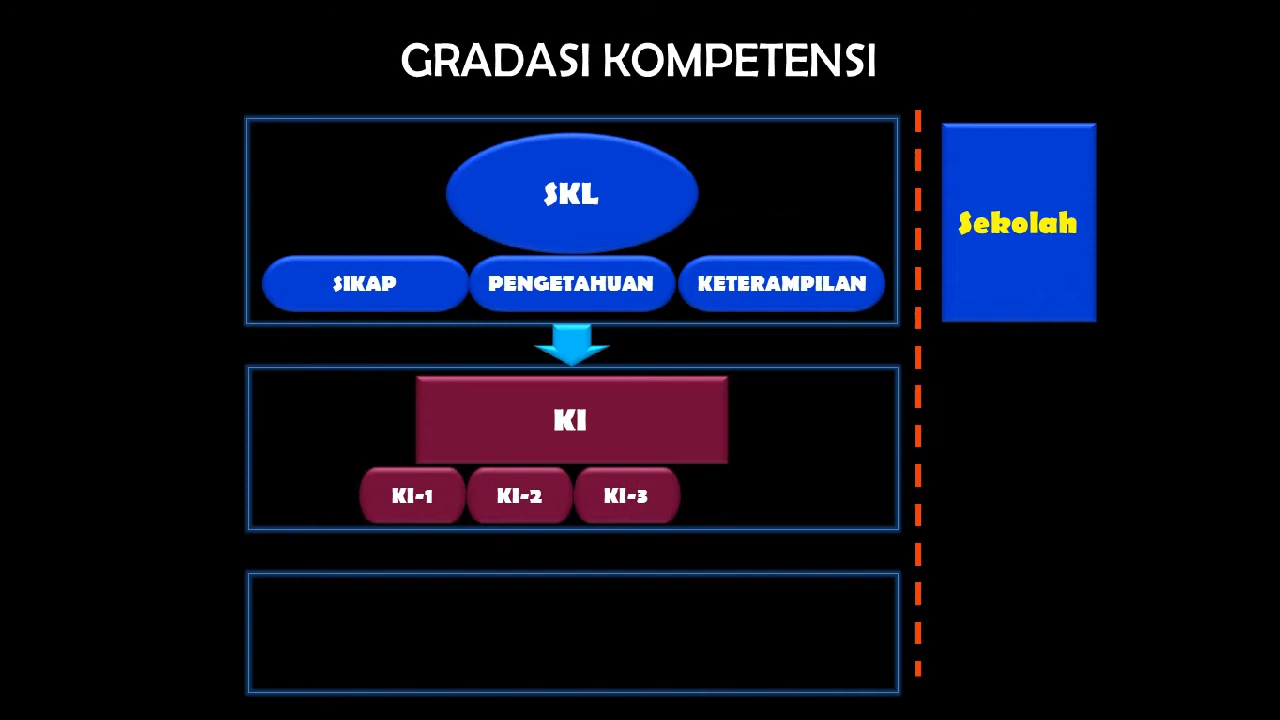 GRADASI KOMPETENSI
SKL
SIKAP
PENGETAHUAN
KETERAMPILAN
Sekolah
KI
KI-1
KI-2
KI-3